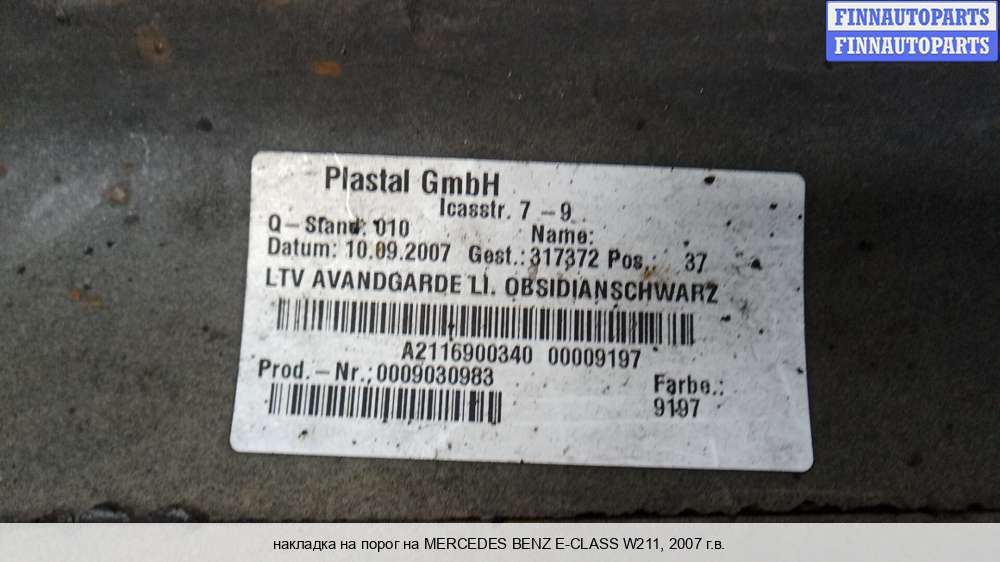 FINNAUTOPARTS
FINNAUTOPARTS
Plastal GmbH
Icasstr. 7 - 9
Q-Stand: 010 Name:
Datum: 10.09.2007 Gest.: 317372 Pos.: 37
LTV AVANDGARDE LI. OBSIDIANSCHWARZ
A2116900340 00009197
Prod.-Nr.:0009030983 Farbe.:
9197
накладка на порог на MERCEDES BENZ E-CLASS W211, 2007 г.в.